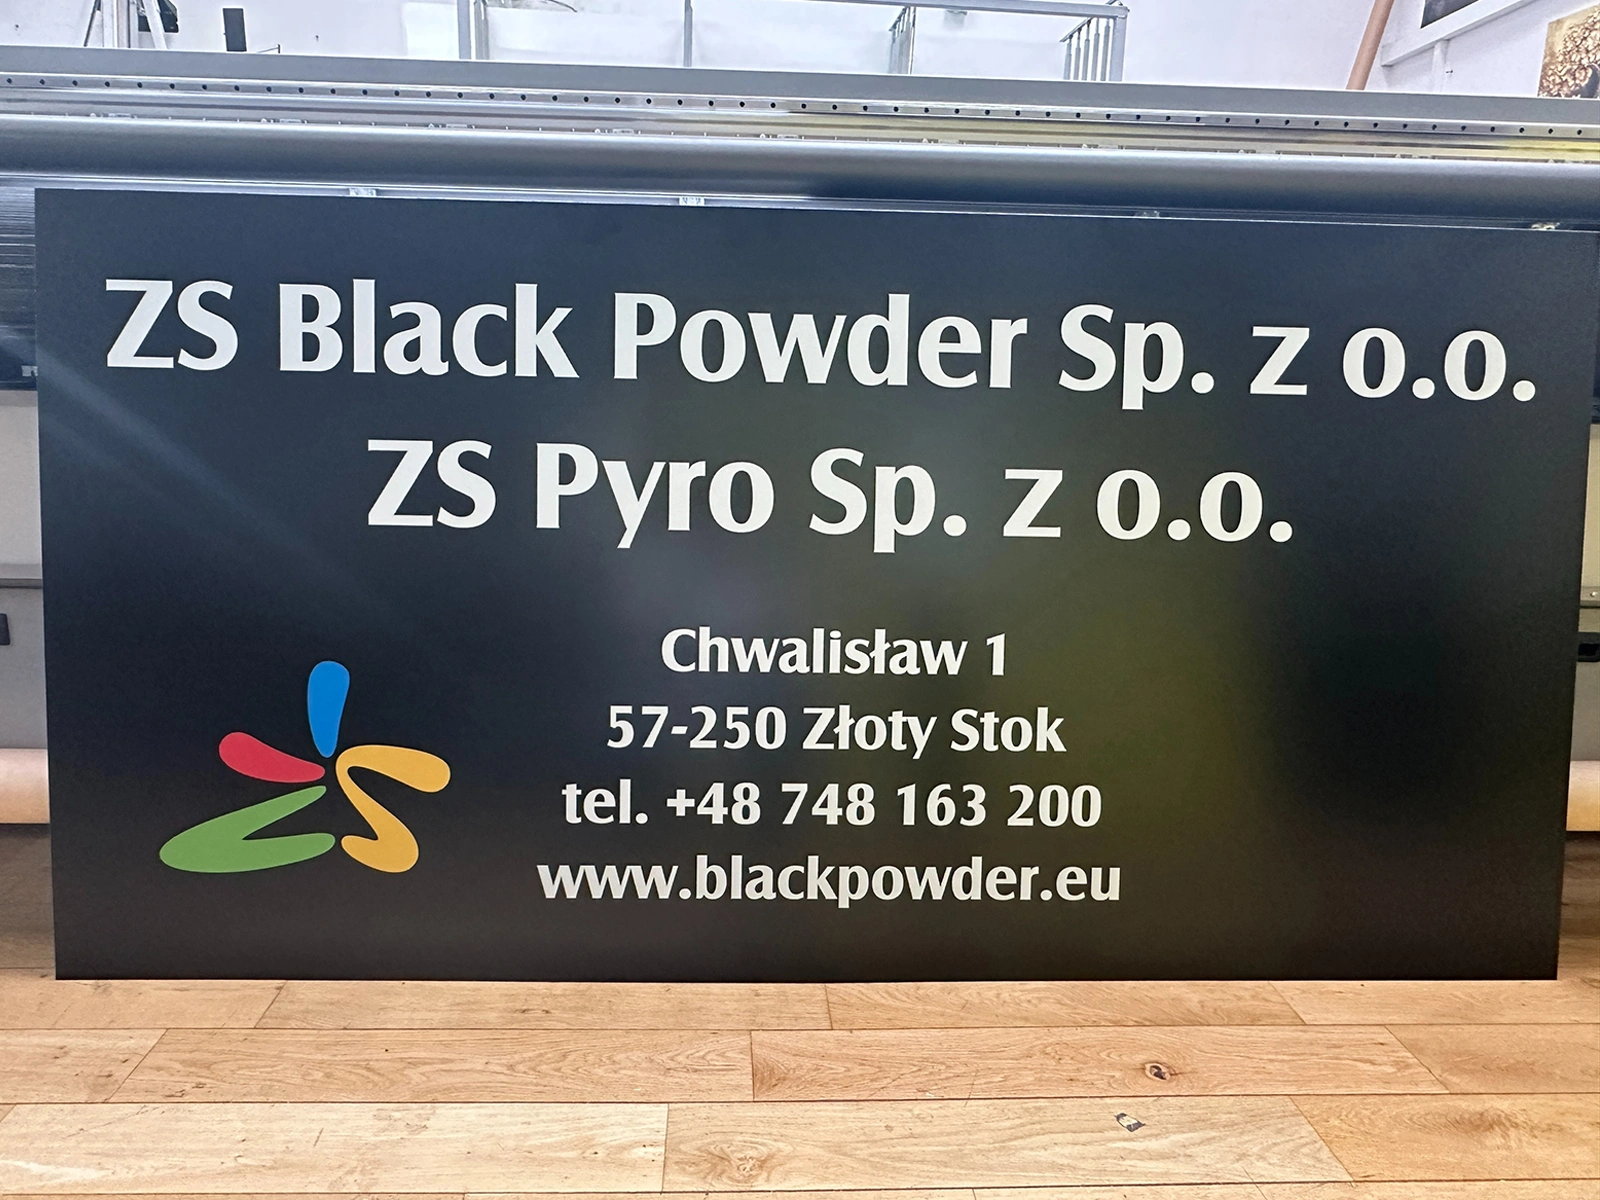 ZS Black Powder Sp. z o.o.
ZS Pyro Sp. z o.o.
Chwalisław 1
57-250 Złoty Stok
tel. +48 748 163 200
www.blackpowder.eu
ZS